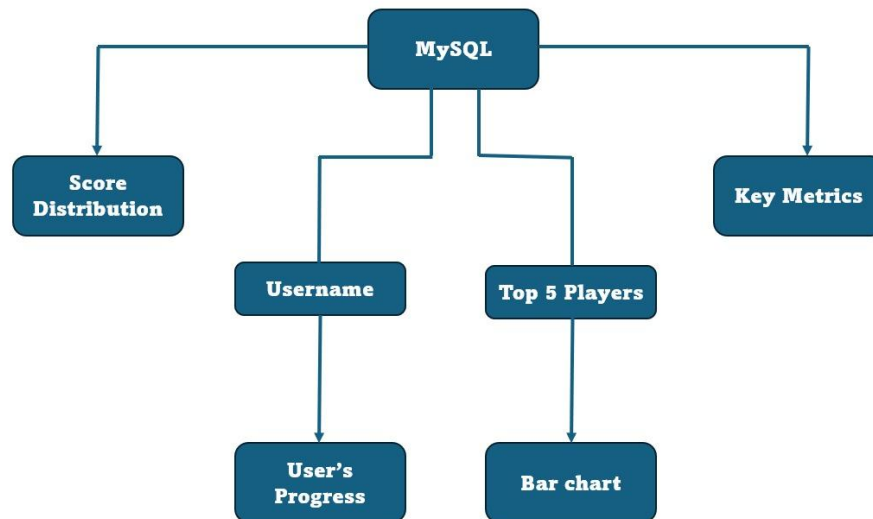 MySQL
Score
Distribution
Key Metrics
Username
Top 5 Players
User's
Progress
Bar chart